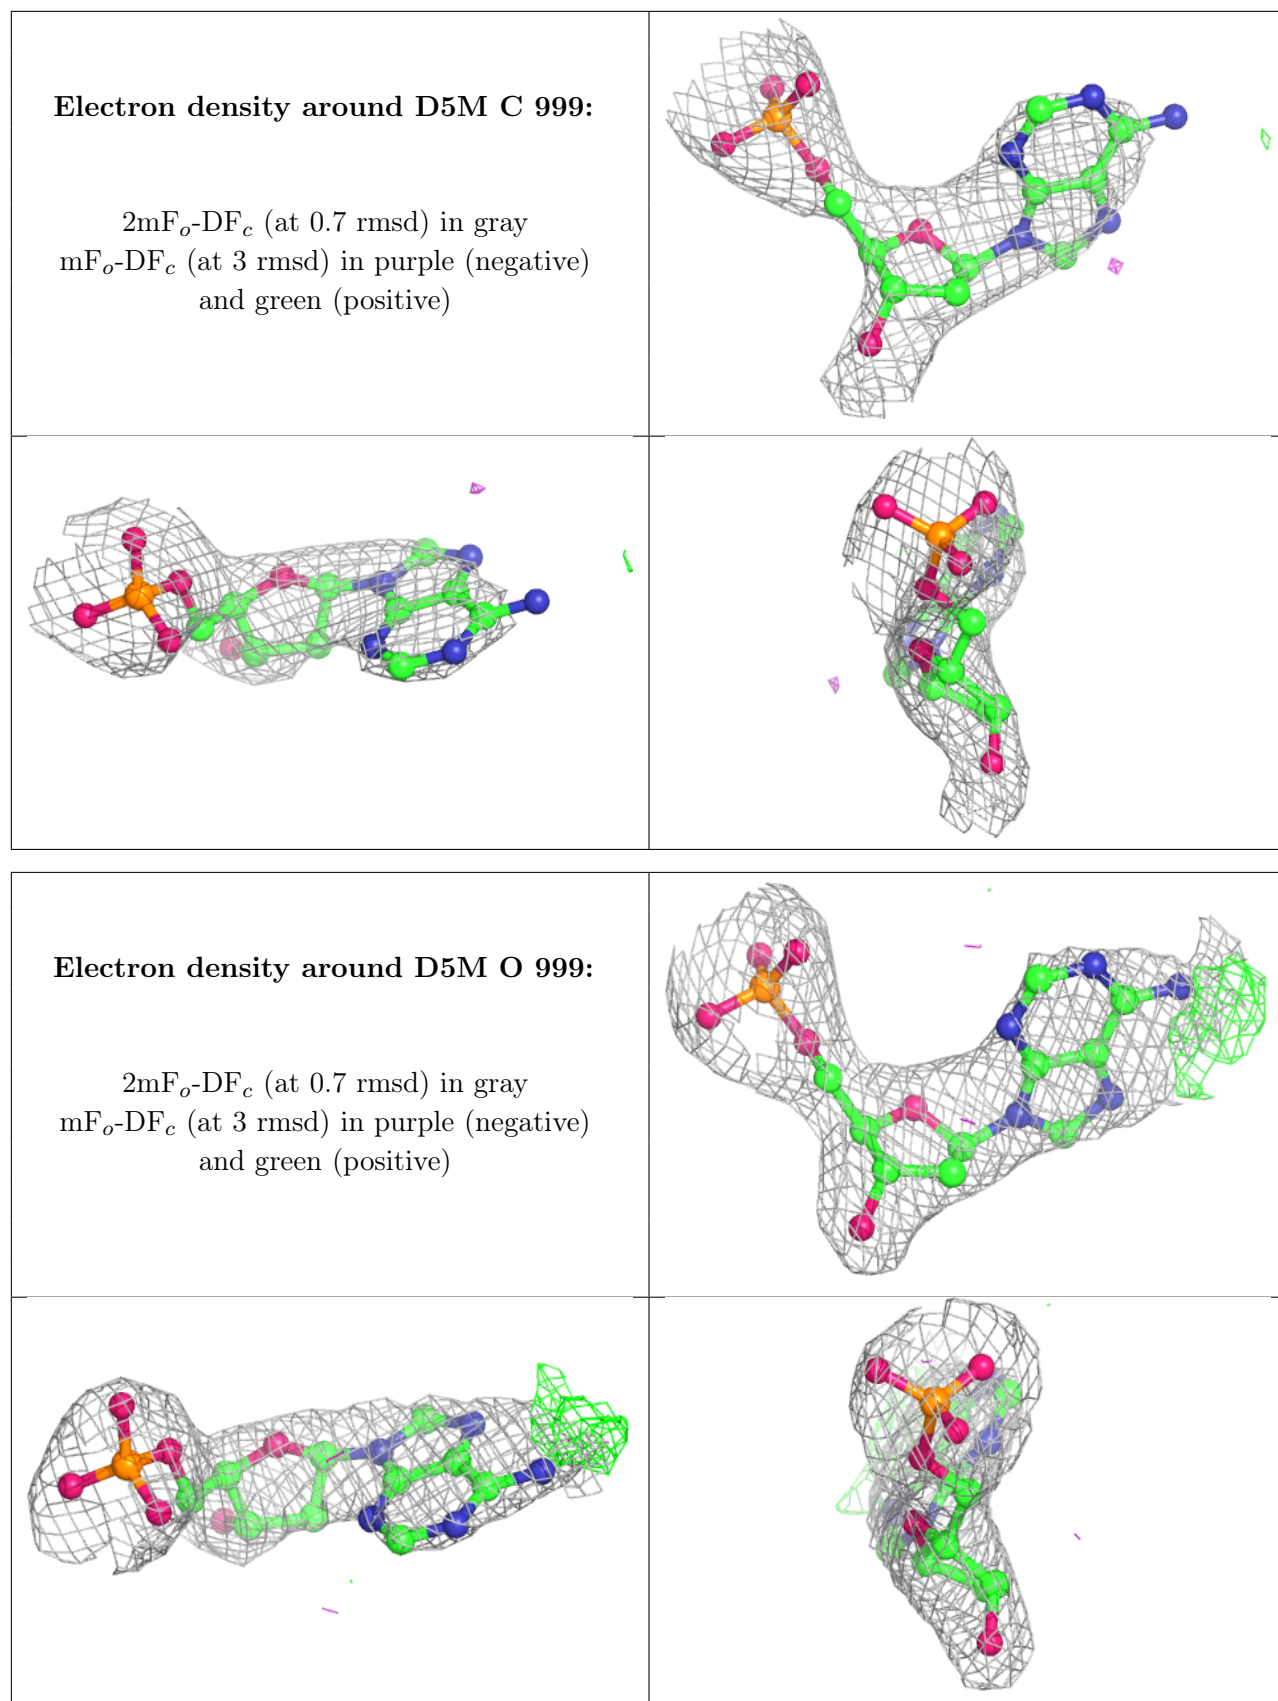 Electron density around D5M C 999:
2mFₒ-DF𝒸 (at 0.7 rmsd) in gray
mFₒ-DF𝒸 (at 3 rmsd) in purple (negative)
and green (positive)
Electron density around D5M O 999:
2mFₒ-DF𝒸 (at 0.7 rmsd) in gray
mFₒ-DF𝒸 (at 3 rmsd) in purple (negative)
and green (positive)